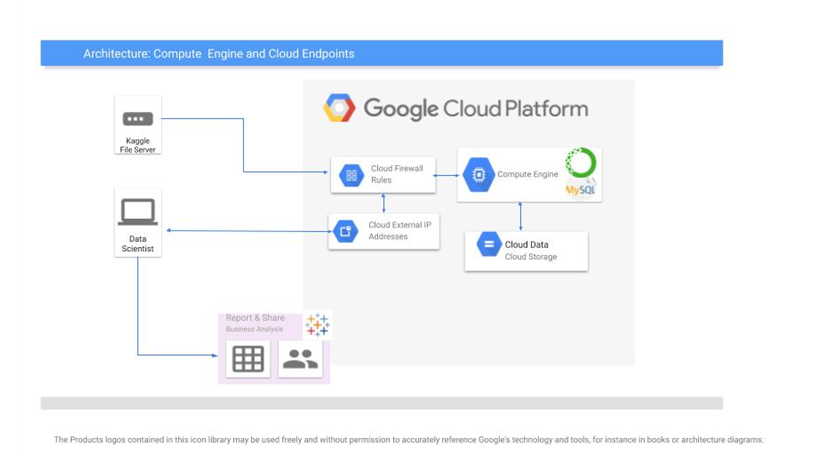 Architecture: Compute Engine and Cloud Endpoints
Google Cloud Platform
Kaggle
File Server
Cloud Firewall
Rules
Compute Engine
MySQL
Data
Scientist
Cloud External IP
Addresses
Cloud Data
Cloud Storage
Report & Share
Business Analysis
The Products logos contained in this icon library may be used freely and without permission to accurately reference Google's technology and tools, for instance in books or architecture diagrams.